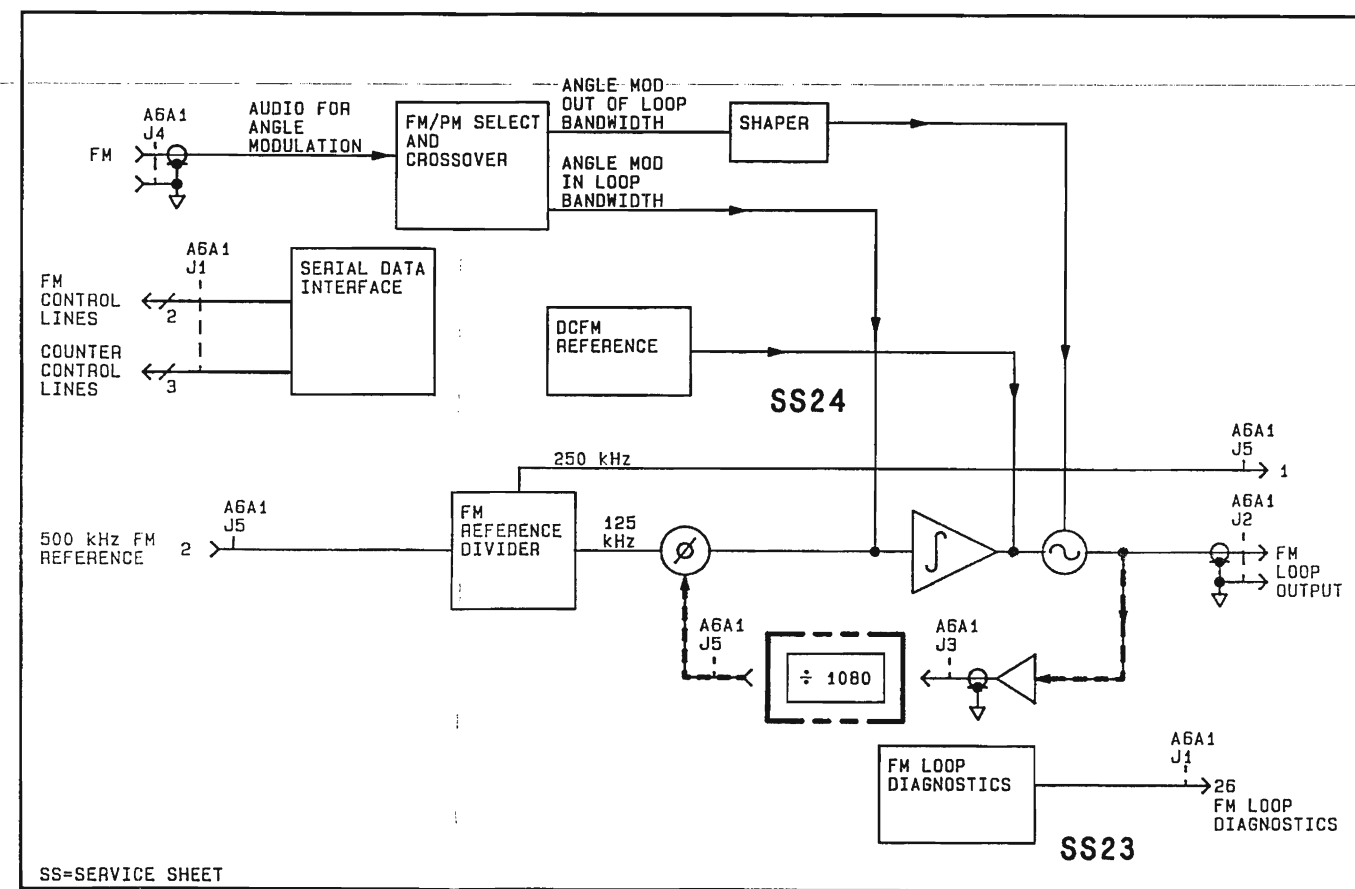 ANGLE MOD
OUT OF LOOP
BANDWIDTH
A6A1
J4
AUDIO FOR
ANGLE
MODULATION
FM/PM SELECT
AND
CROSSOVER
SHAPER
FM
ANGLE MOD
IN LOOP
BANDWIDTH
A6A1
J1
SERIAL DATA
INTERFACE
FM
CONTROL
LINES
2
COUNTER
CONTROL
LINES
3
DCFM
REFERENCE
SS24
250 kHz
A6A1
J5
1
A6A1
J5
500 kHz FM
REFERENCE
2
FM
REFERENCE
DIVIDER
125
kHz
ø
∫
A6A1
J2
FM
LOOP
OUTPUT
A6A1
J5
÷ 1080
A6A1
J3
FM LOOP
DIAGNOSTICS
A6A1
J1
26
FM LOOP
DIAGNOSTICS
SS23
SS=SERVICE SHEET